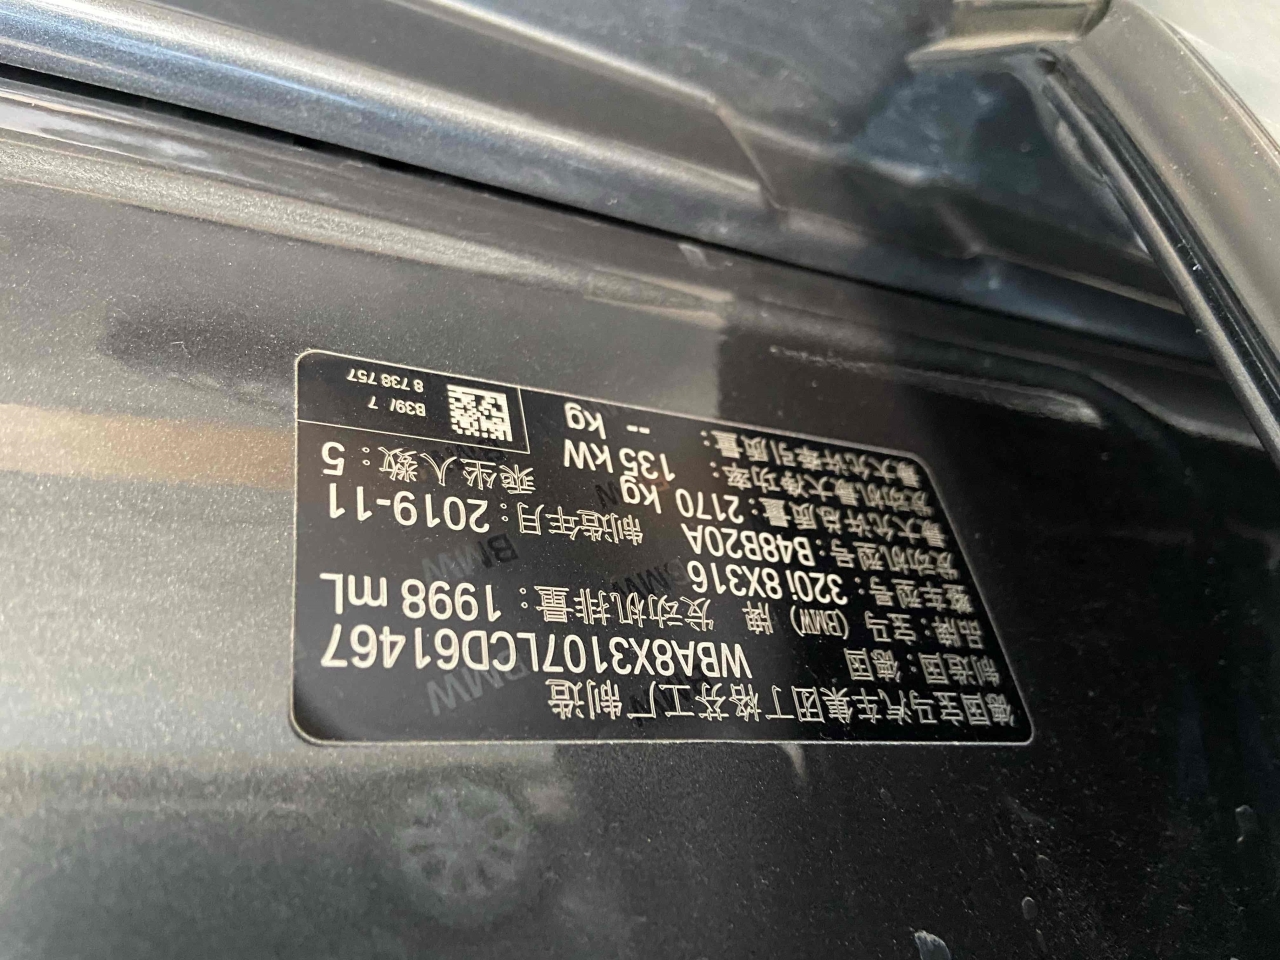 德国宝马汽车集团丁格芬工厂 制造
制造国：德国 WBA8X3107LCD61467
品牌：宝马 (BMW) 牌 发动机排量：1998 mL
整车型号：320i 8X316
发动机型号：B48B20A 制造年月：2019-11
最大允许总质量：2170 kg 乘坐人数：5
发动机最大净功率： 135 kW
最大允许牵引质量： -- kg
B39/ 7
8 738 757
BMW
BMW
BMW